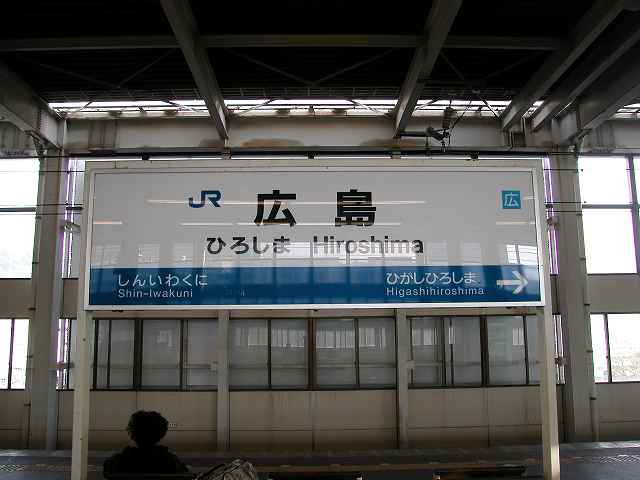 JR 広島 広
ひろしま Hiroshima
しんいわくに ひがしひろしま
Shin-iwakuni Higashihiroshima